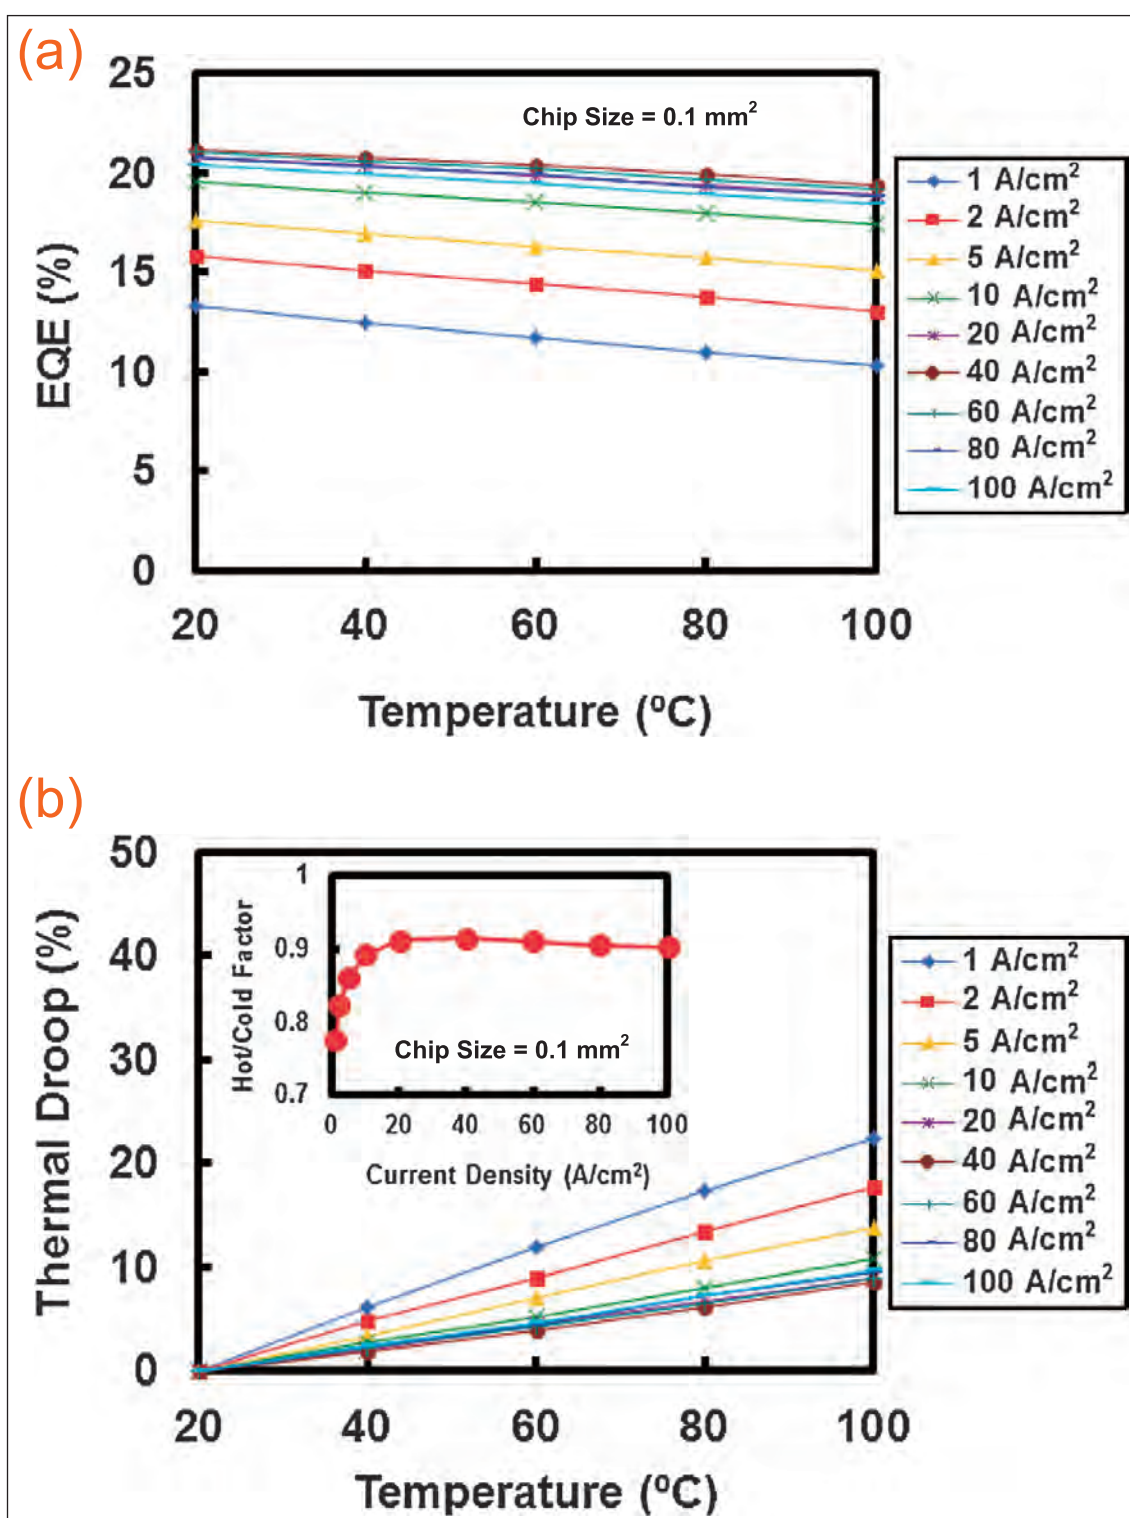 (a)
25
20
15
10
5
0
EQE (%)
Chip Size = 0.1 mm²
20 40 60 80 100
Temperature (ºC)
1 A/cm²
2 A/cm²
5 A/cm²
10 A/cm²
20 A/cm²
40 A/cm²
60 A/cm²
80 A/cm²
100 A/cm²
(b)
50
40
30
20
10
0
Thermal Droop (%)
1
0.9
0.8
0.7
Hot/Cold Factor
Chip Size = 0.1 mm²
0 20 40 60 80 100
Current Density (A/cm²)
20 40 60 80 100
Temperature (ºC)
1 A/cm²
2 A/cm²
5 A/cm²
10 A/cm²
20 A/cm²
40 A/cm²
60 A/cm²
80 A/cm²
100 A/cm²